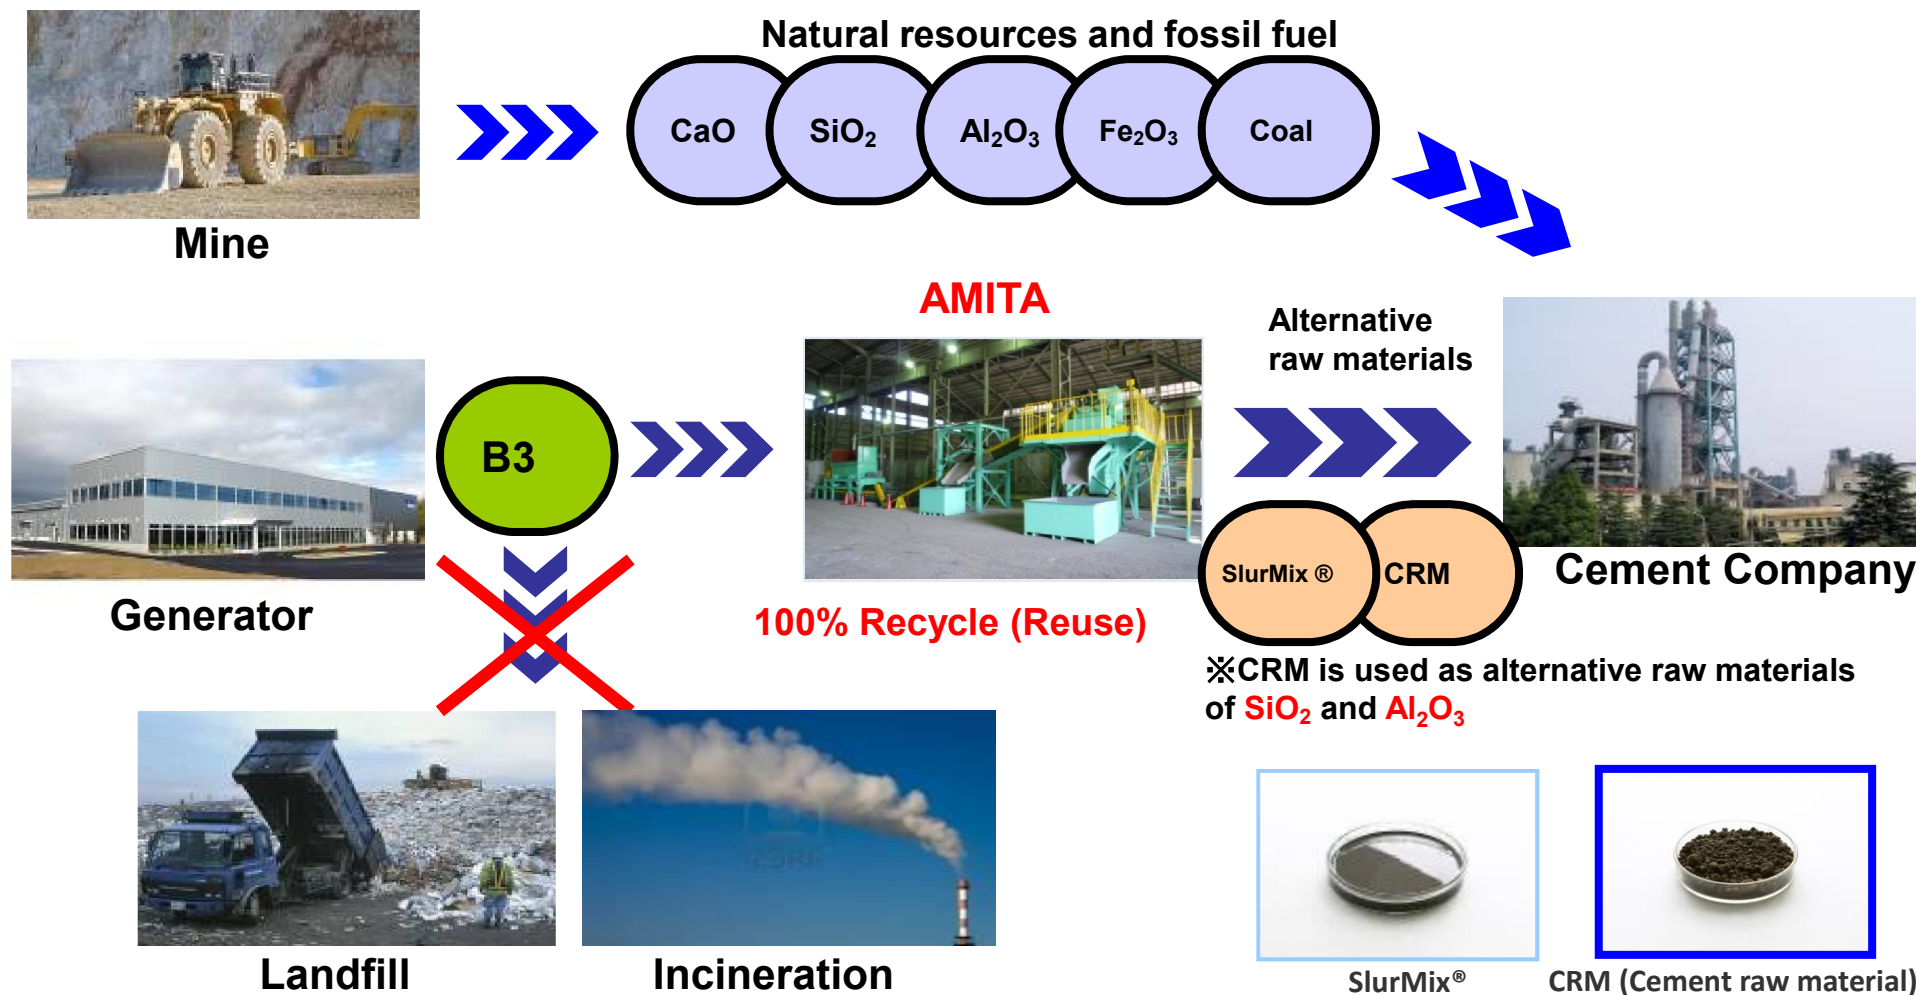 Natural resources and fossil fuel
CaO
SiO₂
Al₂O₃
Fe₂O₃
Coal
Mine
AMITA
Alternative
raw materials
B3
SlurMix ®
CRM
Cement Company
Generator
100% Recycle (Reuse)
※CRM is used as alternative raw materials
of SiO₂ and Al₂O₃
123RF
Landfill
Incineration
SlurMix®
CRM (Cement raw material)